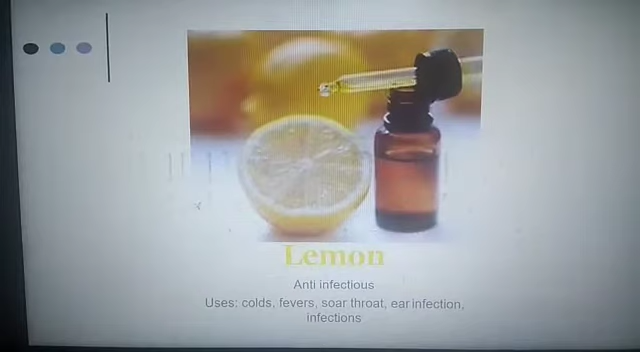 Lemon
Anti infectious
Uses: colds, fevers, soar throat, ear infection,
infections